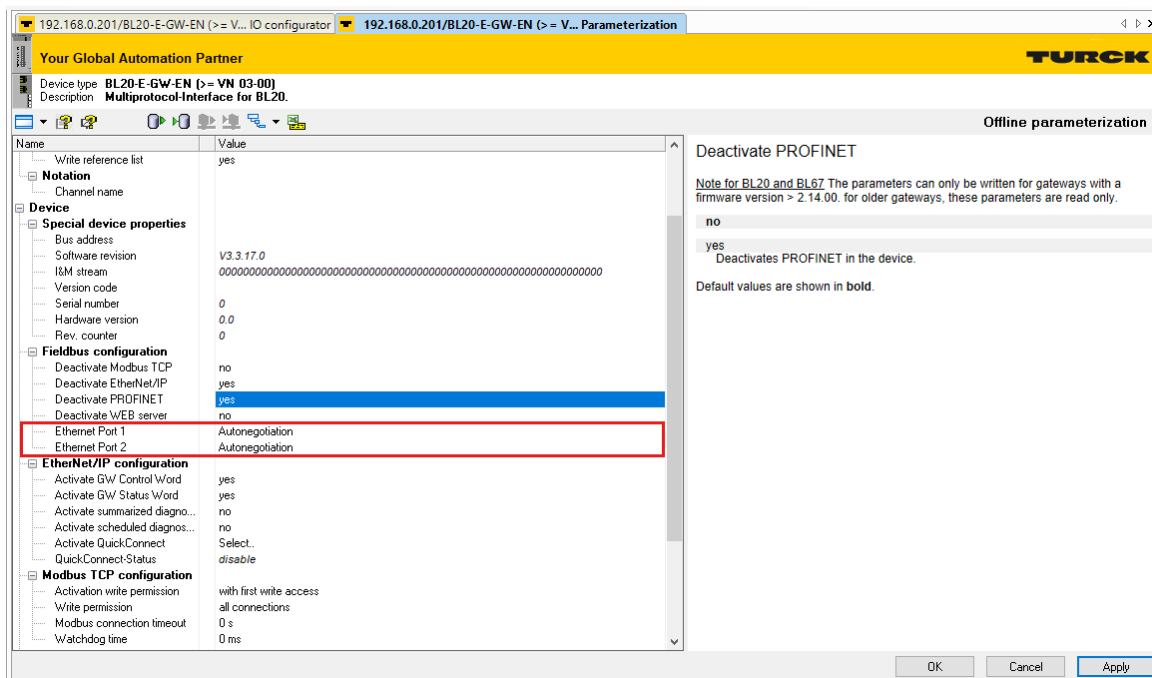 192.168.0.201/BL20-E-GW-EN (>= V... IO configurator 192.168.0.201/BL20-E-GW-EN (>= V... Parameterization
Your Global Automation Partner TURCK
Device type BL20-E-GW-EN (>= VN 03-00)
Description Multiprotocol-Interface for BL20.
Offline parameterization
Name Value
Write reference list yes
Notation
Channel name
Device
Special device properties
Bus address
Software revision V3.3.17.0
I&M stream
Version code
Serial number 0
Hardware version 0.0
Rev. counter 0
Fieldbus configuration
Deactivate Modbus TCP no
Deactivate EtherNet/IP yes
Deactivate PROFINET yes
Deactivate WEB server no
Ethernet Port 1 Autonegotiation
Ethernet Port 2 Autonegotiation
EtherNet/IP configuration
Activate GW Control Word yes
Activate GW Status Word yes
Activate summarized diagno... no
Activate scheduled diagnos... no
Activate QuickConnect Select..
QuickConnect-Status disable
Modbus TCP configuration
Activation write permission with first write access
Write permission all connections
Modbus connection timeout 0 s
Watchdog time 0 ms
Deactivate PROFINET
Note for BL20 and BL67 The parameters can only be written for gateways with a
firmware version > 2.14.00. for older gateways, these parameters are read only.
no
yes
Deactivates PROFINET in the device.
Default values are shown in bold.
OK Cancel Apply